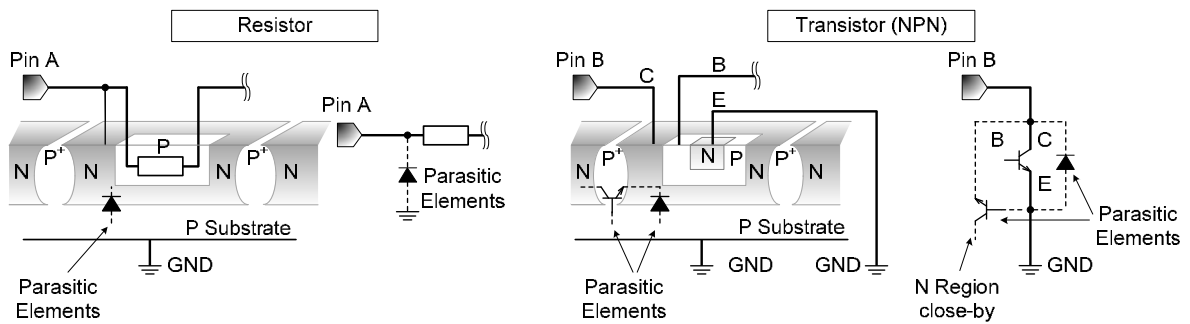 Resistor
Pin A
N
P+
N
P
N
P+
N
P Substrate
GND
Parasitic
Elements
Pin A
Parasitic
Elements
Transistor (NPN)
Pin B
C
B
E
N
P+
N
N
P
N
P+
N
P Substrate
GND
GND
Parasitic
Elements
Pin B
B
C
E
Parasitic
Elements
GND
N Region
close-by